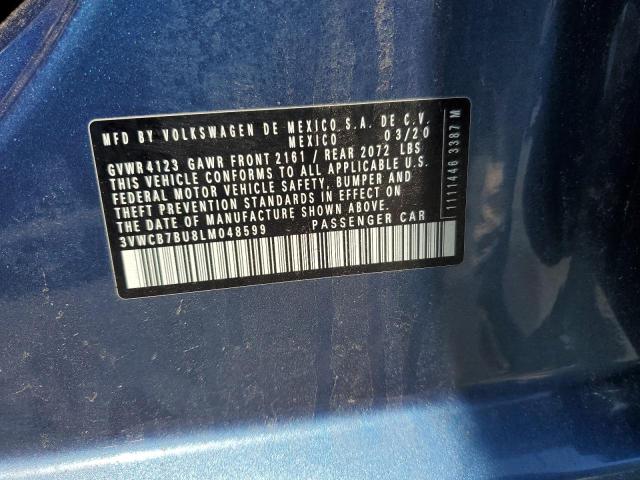 MFD BY VOLKSWAGEN DE MEXICO S.A. DE C.V.
MEXICO 03/20
GVWR 4123 GAWR FRONT 2161 / REAR 2072 LBS
THIS VEHICLE CONFORMS TO ALL APPLICABLE U.S.
FEDERAL MOTOR VEHICLE SAFETY, BUMPER AND
THEFT PREVENTION STANDARDS IN EFFECT ON
THE DATE OF MANUFACTURE SHOWN ABOVE.
3VWCB7BU8LM048599 PASSENGER CAR
1111446 3387 M